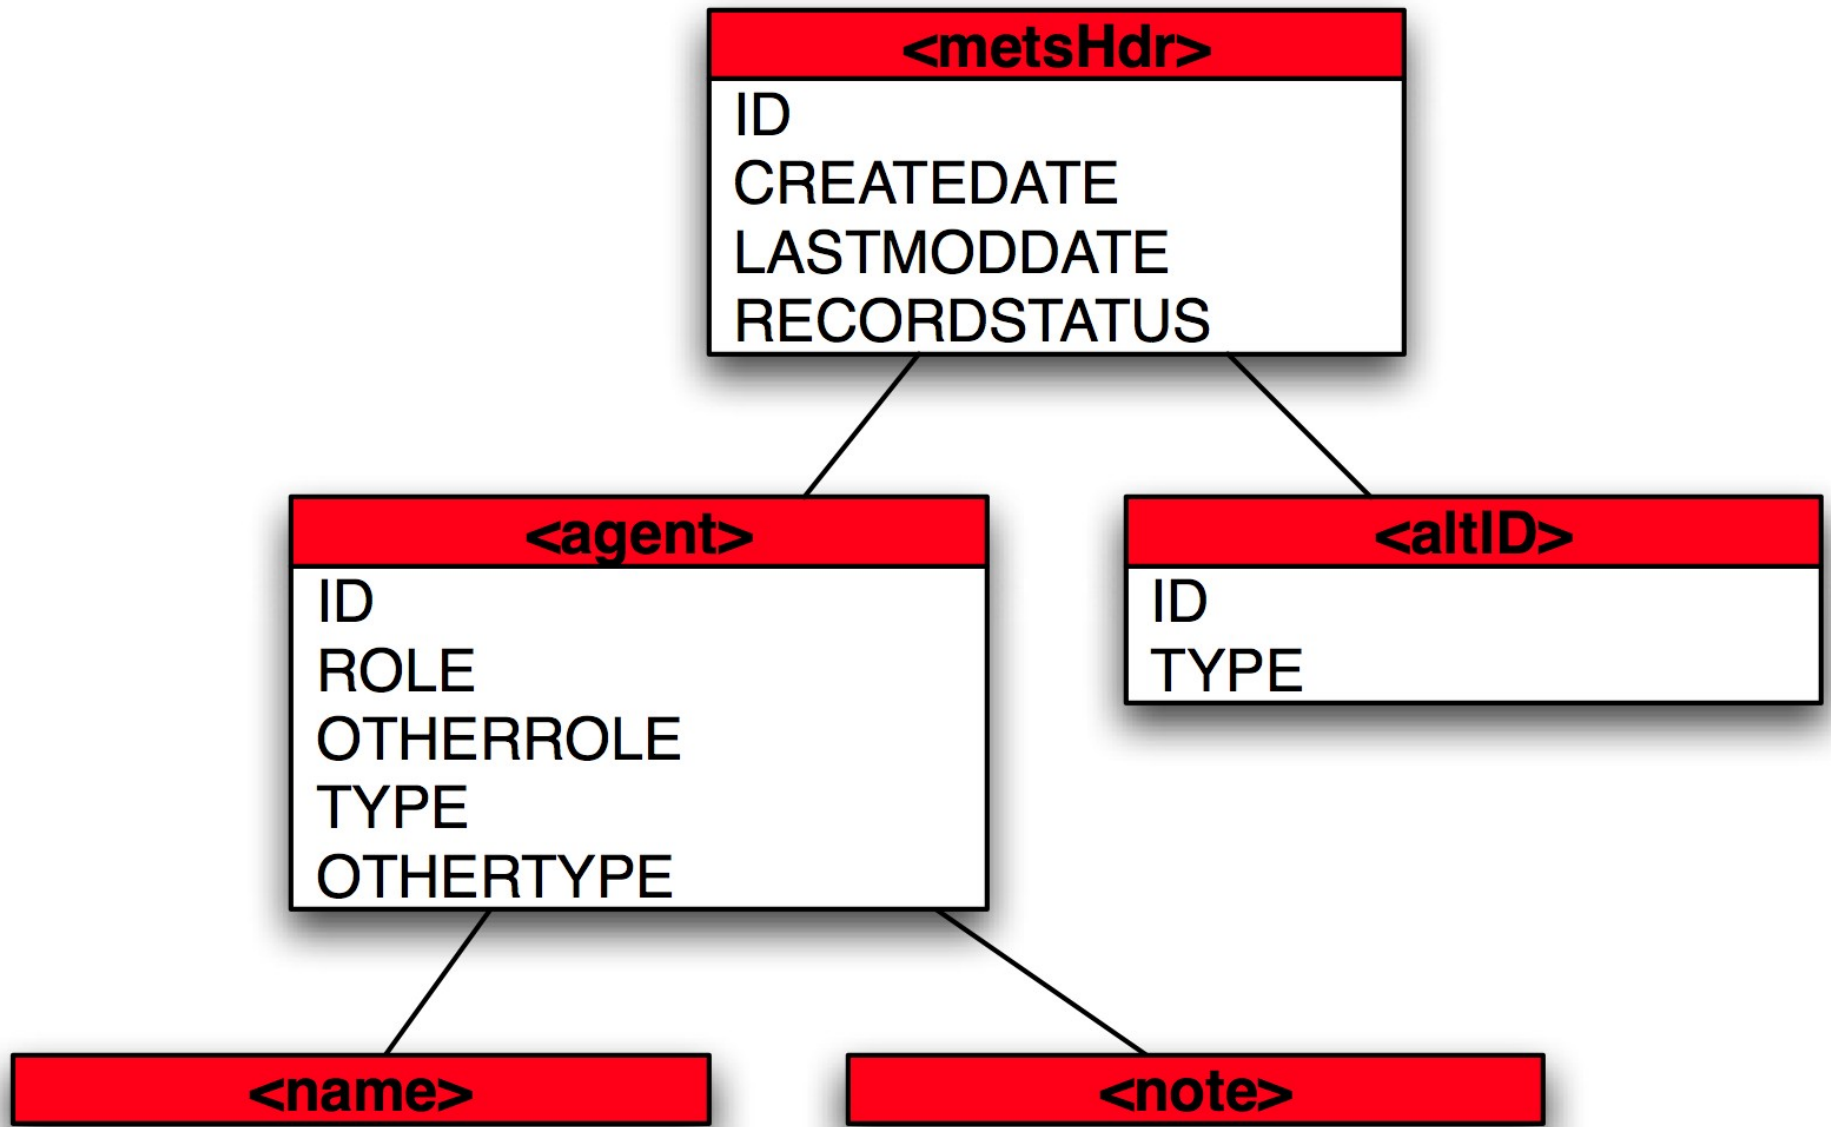 <metsHdr>
ID
CREATEDATE
LASTMODDATE
RECORDSTATUS
<agent>
ID
ROLE
OTHERROLE
TYPE
OTHERTYPE
<altID>
ID
TYPE
<name>
<note>